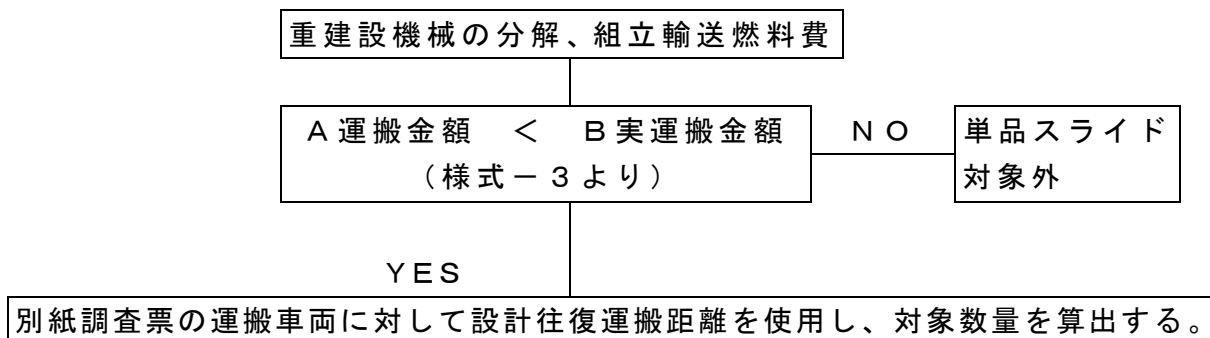 重建設機械の分解、組立輸送燃料費
A運搬金額 < B実運搬金額
(様式-3より)
NO
単品スライド
対象外
YES
別紙調査票の運搬車両に対して設計往復運搬距離を使用し、対象数量を算出する。